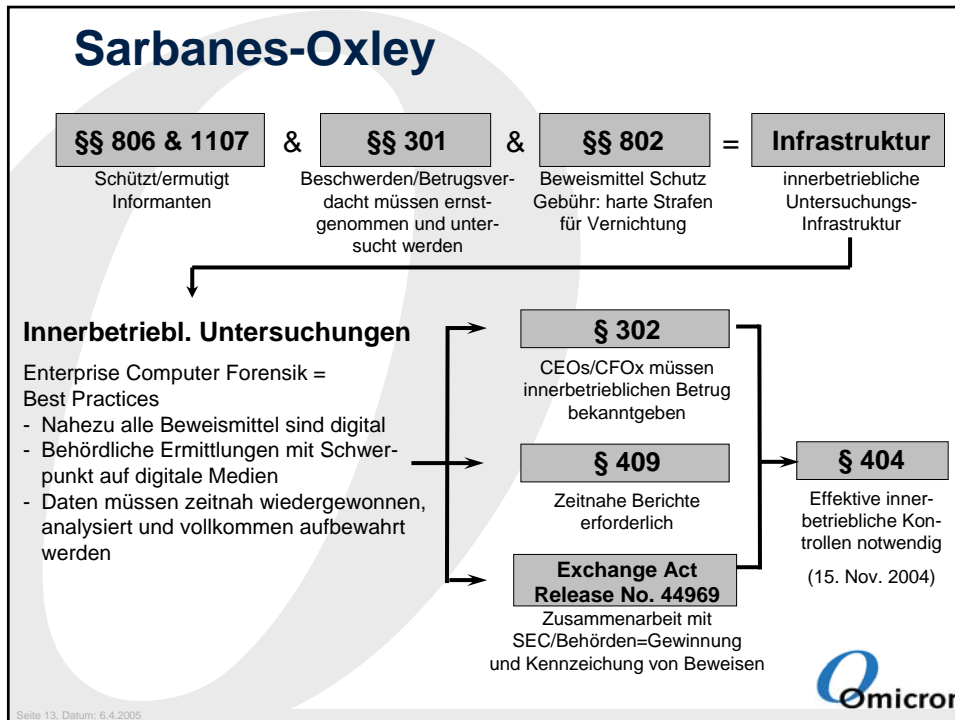 Sarbanes-Oxley
§§ 806 & 1107 & §§ 301 & §§ 802 = Infrastruktur
Schützt/ermutigt
Informanten
Beschwerden/Betrugsver-
dacht müssen ernst-
genommen und unter-
sucht werden
Beweismittel Schutz
Gebühr: harte Strafen
für Vernichtung
innerbetriebliche
Untersuchungs-
Infrastruktur
Innerbetriebl. Untersuchungen
Enterprise Computer Forensik =
Best Practices
- Nahezu alle Beweismittel sind digital
- Behördliche Ermittlungen mit Schwer-
punkt auf digitale Medien
- Daten müssen zeitnah wiedergewonnen,
analysiert und vollkommen aufbewahrt
werden
§ 302
CEOs/CFOx müssen
innerbetrieblichen Betrug
bekanntgeben
§ 409
Zeitnahe Berichte
erforderlich
Exchange Act
Release No. 44969
Zusammenarbeit mit
SEC/Behörden=Gewinnung
und Kennzeichung von Beweisen
§ 404
Effektive inner-
betriebliche Kon-
trollen notwendig
(15. Nov. 2004)
Omicron
Seite 13, Datum: 6.4.2005